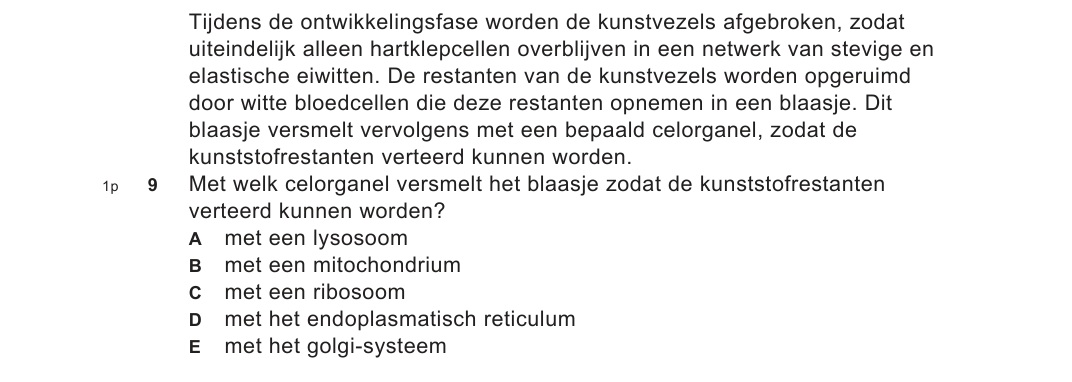 Tijdens de ontwikkelingsfase worden de kunstvezels afgebroken, zodat
uiteindelijk alleen hartklepcellen overblijven in een netwerk van stevige en
elastische eiwitten. De restanten van de kunstvezels worden opgeruimd
door witte bloedcellen die deze restanten opnemen in een blaasje. Dit
blaasje versmelt vervolgens met een bepaald celorganel, zodat de
kunststofrestanten verteerd kunnen worden.
1p 9 Met welk celorganel versmelt het blaasje zodat de kunststofrestanten
verteerd kunnen worden?
A met een lysosoom
B met een mitochondrium
C met een ribosoom
D met het endoplasmatisch reticulum
E met het golgi-systeem